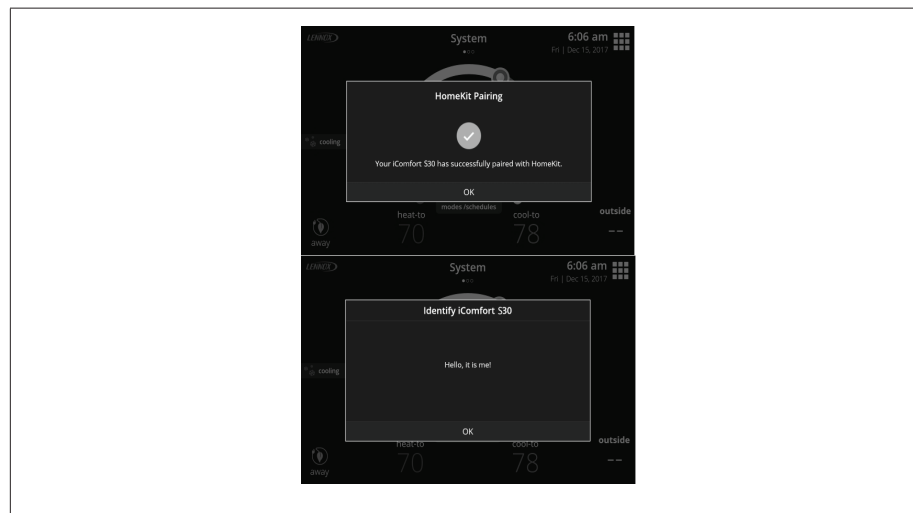 LENNOX
System
6:06 am
Fri | Dec 15, 2017
HomeKit Pairing
cooling
Your iComfort S30 has successfully paired with HomeKit.
OK
modes /schedules
heat-to
cool-to
outside
70
78
--
away
LENNOX
System
6:06 am
Fri | Dec 15, 2017
Identify iComfort S30
Hello, it is me!
cooling
OK
heat-to
cool-to
outside
70
78
--
away